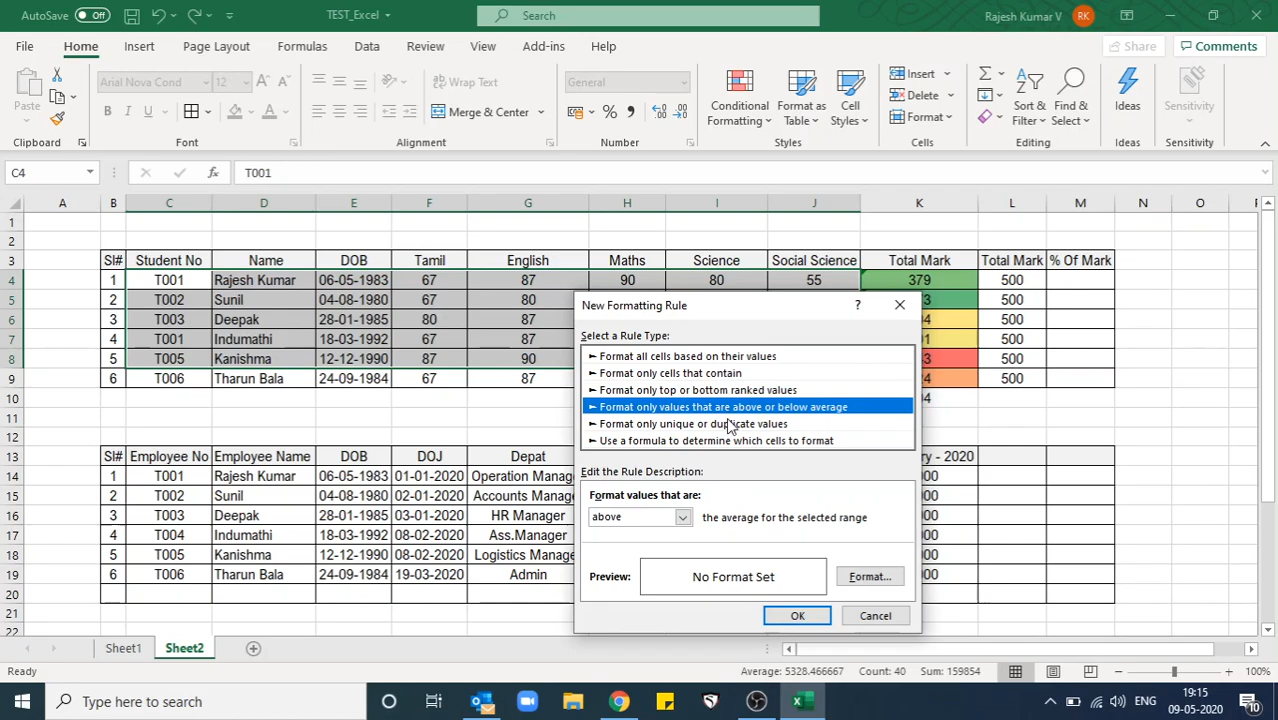 AutoSave Off TEST_Excel Search Rajesh Kumar V RK
File Home Insert Page Layout Formulas Data Review View Add-ins Help Share Comments
Paste Arial Nova Cond 12 Wrap Text General Conditional Formatting Format as Table Cell Styles Insert Sort & Filter Find & Select Ideas Sensitivity
B I U Merge & Center % , Delete
Format
Clipboard Font Alignment Number Styles Cells Editing Ideas Sensitivity
C4 fx T001
A B C D E F G H I J K L M N O
1
2
3 Sl# Student No Name DOB Tamil English Maths Science Social Science Total Mark Total Mark % Of Mark
4 1 T001 Rajesh Kumar 06-05-1983 67 87 90 80 55 379 500
5 2 T002 Sunil 04-08-1980 67 80 3 500
6 3 T003 Deepak 28-01-1985 80 87 4 500
7 4 T001 Indumathi 18-03-1992 67 87 1 500
8 5 T005 Kanishma 12-12-1990 87 90 3 500
9 6 T006 Tharun Bala 24-09-1984 67 87 4 500
10 4
11
12
13 Sl# Employee No Employee Name DOB DOJ Depat y - 2020
14 1 T001 Rajesh Kumar 06-05-1983 01-01-2020 Operation Manag 00
15 2 T002 Sunil 04-08-1980 02-01-2020 Accounts Manag 00
16 3 T003 Deepak 28-01-1985 03-01-2020 HR Manager 00
17 4 T004 Indumathi 18-03-1992 08-02-2020 Ass.Manager 00
18 5 T005 Kanishma 12-12-1990 08-02-2020 Logistics Manage 00
19 6 T006 Tharun Bala 24-09-1984 19-03-2020 Admin 00
20
21
22
New Formatting Rule ?
Select a Rule Type:
► Format all cells based on their values
► Format only cells that contain
► Format only top or bottom ranked values
► Format only values that are above or below average
► Format only unique or duplicate values
► Use a formula to determine which cells to format
Edit the Rule Description:
Format values that are:
above the average for the selected range
Preview: No Format Set Format...
OK Cancel
Sheet1 Sheet2
Ready Average: 5328.466667 Count: 40 Sum: 159854 100%
Type here to search ENG 19:15
09-05-2020 10